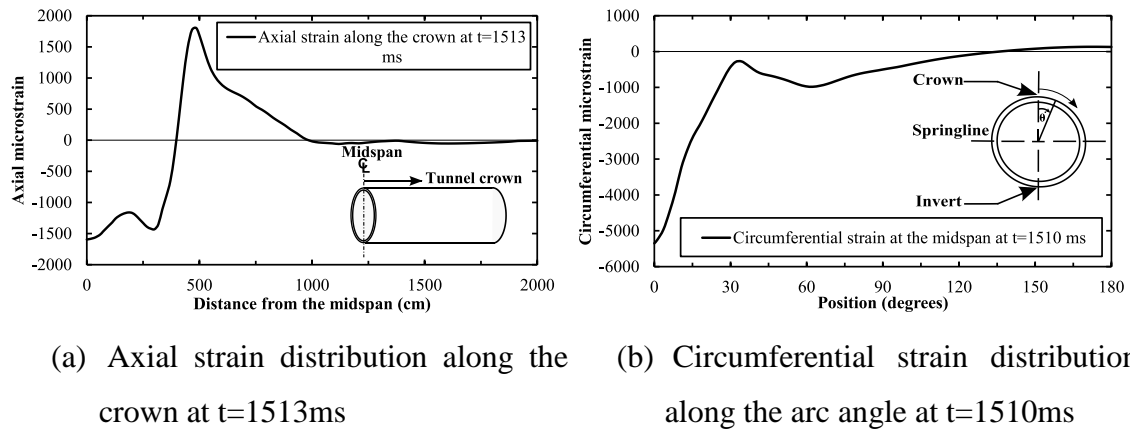 2000
1500
1000
500
0
-500
-1000
-1500
-2000
Axial microstrain
Axial strain along the crown at t=1513
ms
Midspan
℄
Tunnel crown
0 500 1000 1500 2000
Distance from the midspan (cm)
(a) Axial strain distribution along the
crown at t=1513ms
1000
0
-1000
-2000
-3000
-4000
-5000
-6000
Circumferential microstrain
Crown
θ
Springline
Invert
Circumferential strain at the midspan at t=1510 ms
0 30 60 90 120 150 180
Position (degrees)
(b) Circumferential strain distribution
along the arc angle at t=1510ms